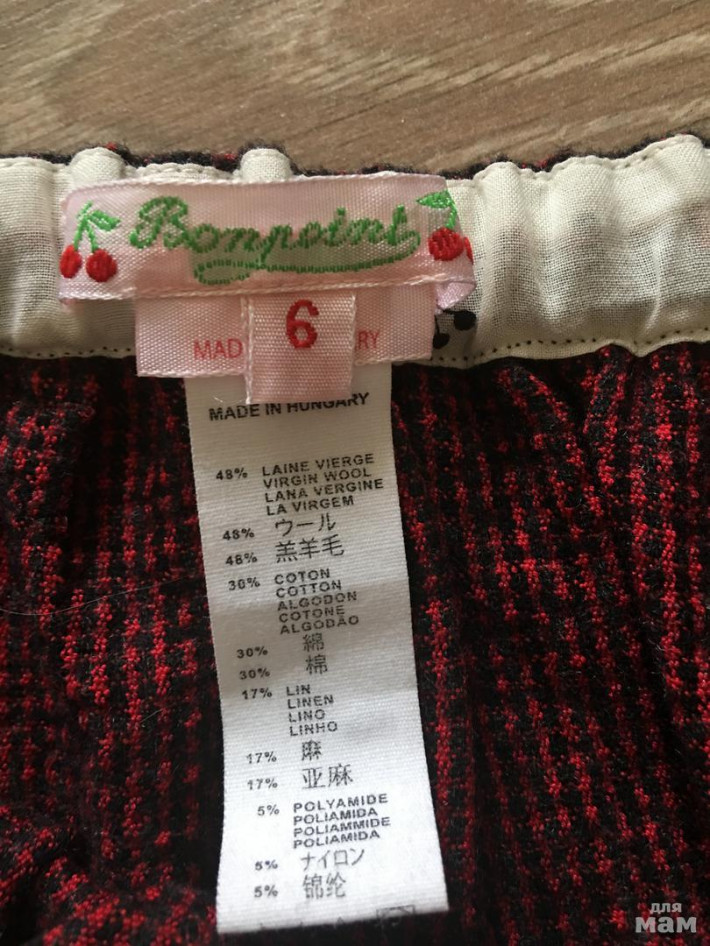 Bonpoint
6
MAD RY
MADE IN HUNGARY
48% LAINE VIERGE
VIRGIN WOOL
LANA VERGINE
LA VIRGEM
48% ウール
48% 羔羊毛
30% COTON
COTTON
ALGODON
COTONE
ALGODÃO
30% 綿
30% 棉
17% LIN
LINEN
LINO
LINHO
17% 麻
17% 亚麻
5% POLYAMIDE
POLIAMIDA
POLIAMMIDE
POLIAMIDA
5% ナイロン
5% 锦纶
для
мам